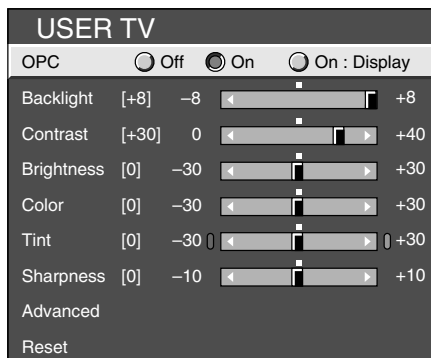 USER TV
OPC Off On On : Display
Backlight [+8] –8 +8
Contrast [+30] 0 +40
Brightness [0] –30 +30
Color [0] –30 +30
Tint [0] –30 +30
Sharpness [0] –10 +10
Advanced
Reset